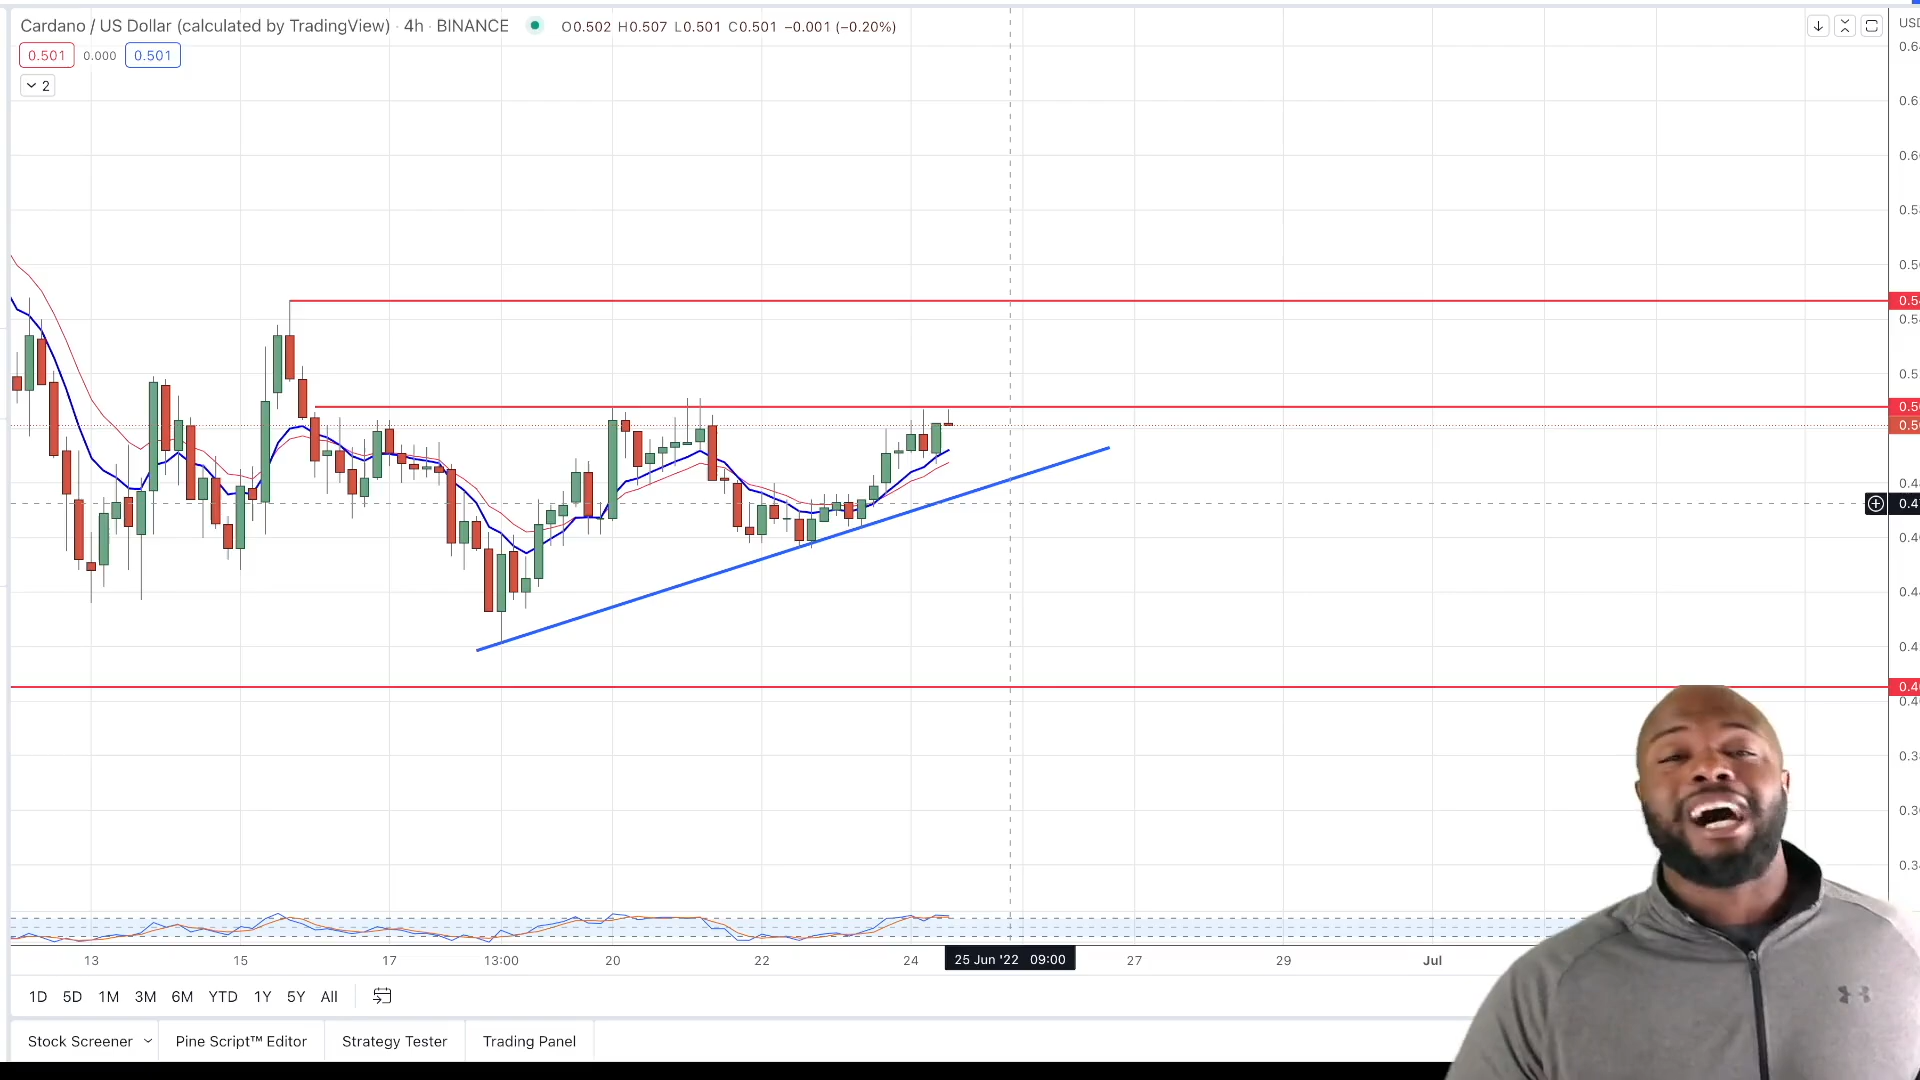 Cardano / US Dollar (calculated by TradingView) · 4h · BINANCE O0.502 H0.507 L0.501 C0.501 −0.001 (−0.20%)
USD
0.501 0.000 0.501
2
13 15 17 13:00 20 22 24 25 Jun '22 09:00 27 29 Jul
1D 5D 1M 3M 6M YTD 1Y 5Y All
Stock Screener Pine Script™ Editor Strategy Tester Trading Panel